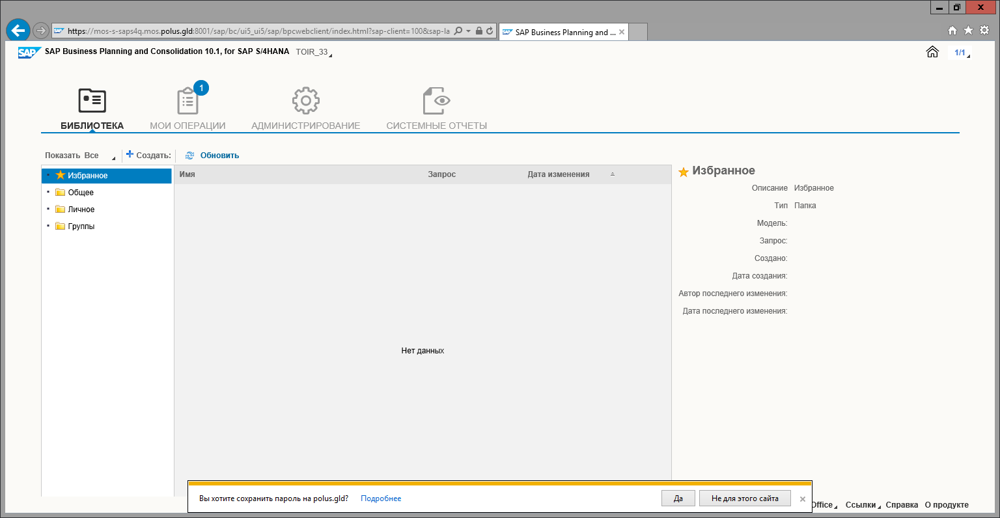 https://mos-s-saps4q.mos.polus.gld:8001/sap/bc/ui5_ui5/sap/bpcwebclient/index.html?sap-client=100&sap-la
SAP Business Planning and ...
SAP SAP Business Planning and Consolidation 10.1, for SAP S/4HANA TOIR_33
1/1
1
БИБЛИОТЕКА МОИ ОПЕРАЦИИ АДМИНИСТРИРОВАНИЕ СИСТЕМНЫЕ ОТЧЕТЫ
Показать Все Создать: Обновить
Избранное
Общее
Личное
Группы
Имя Запрос Дата изменения
Нет данных
Избранное
Описание Избранное
Тип Папка
Модель:
Запрос:
Создано:
Дата создания:
Автор последнего изменения:
Дата последнего изменения:
Вы хотите сохранить пароль на polus.gld? Подробнее Да Не для этого сайта
Office Ссылки Справка О продукте